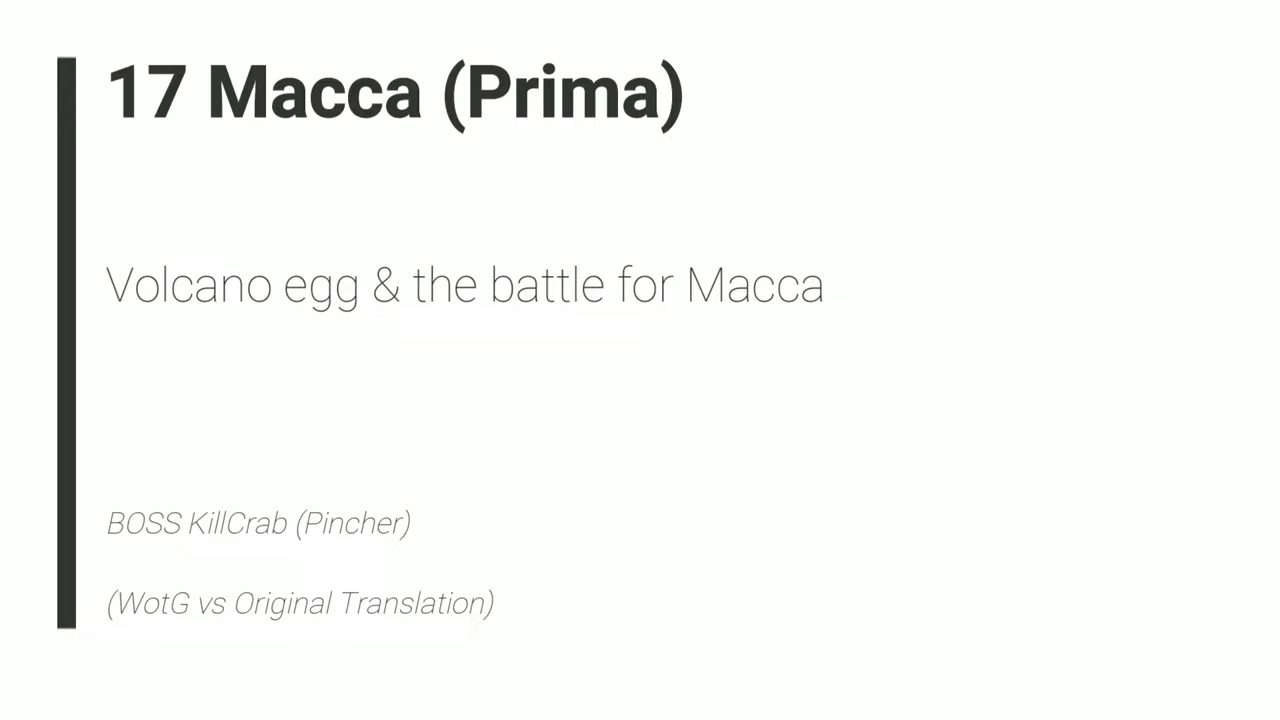 17 Macca (Prima)
Volcano egg & the battle for Macca
BOSS KillCrab (Pincher)
(WotG vs Original Translation)